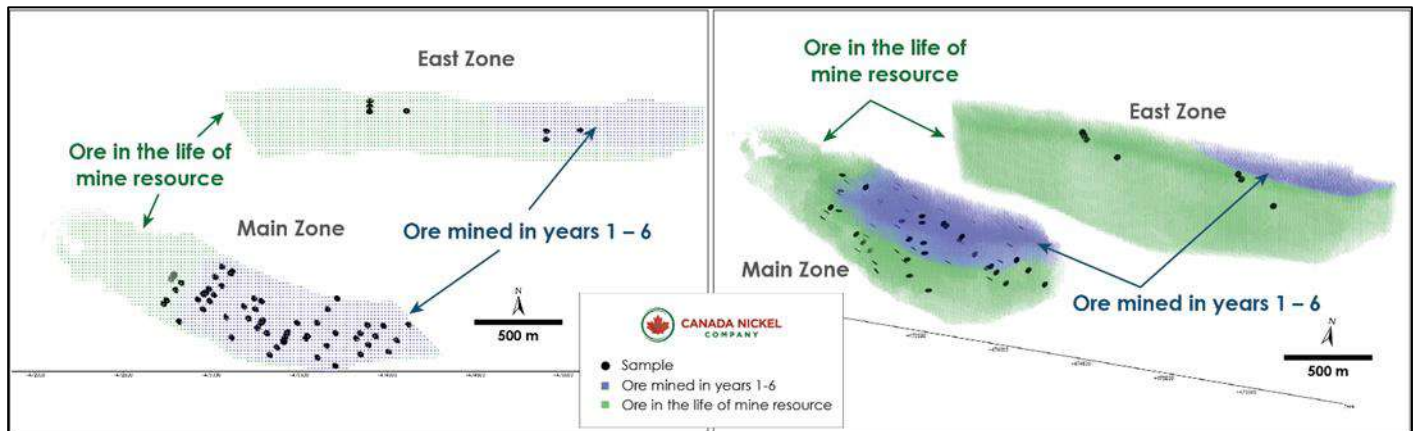 East Zone
Ore in the life of
mine resource
Main Zone
Ore mined in years 1 – 6
N
500 m
Ore in the life of
mine resource
East Zone
Main Zone
Ore mined in years 1 – 6
N
500 m
CANADA NICKEL
COMPANY
Sample
Ore mined in years 1-6
Ore in the life of mine resource